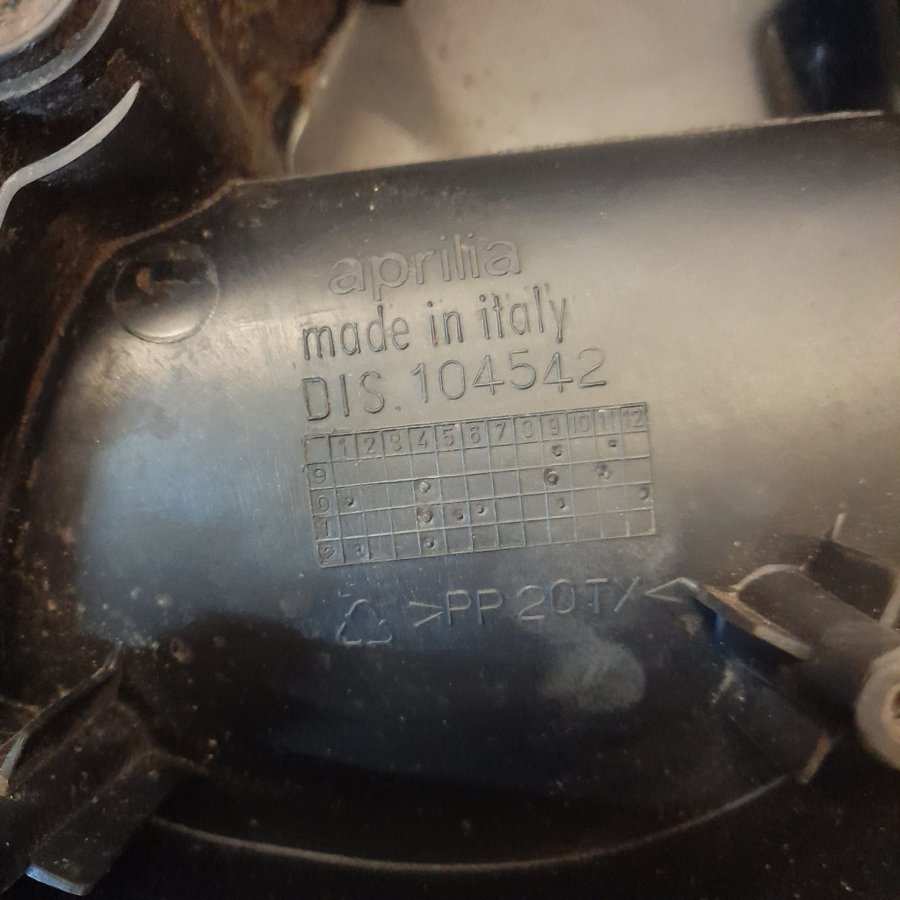 aprilia
made in italy
DIS. 104542
1 2 3 4 5 6 7 8 9 10 11 12
9
0
1
2
>PP 20T/<